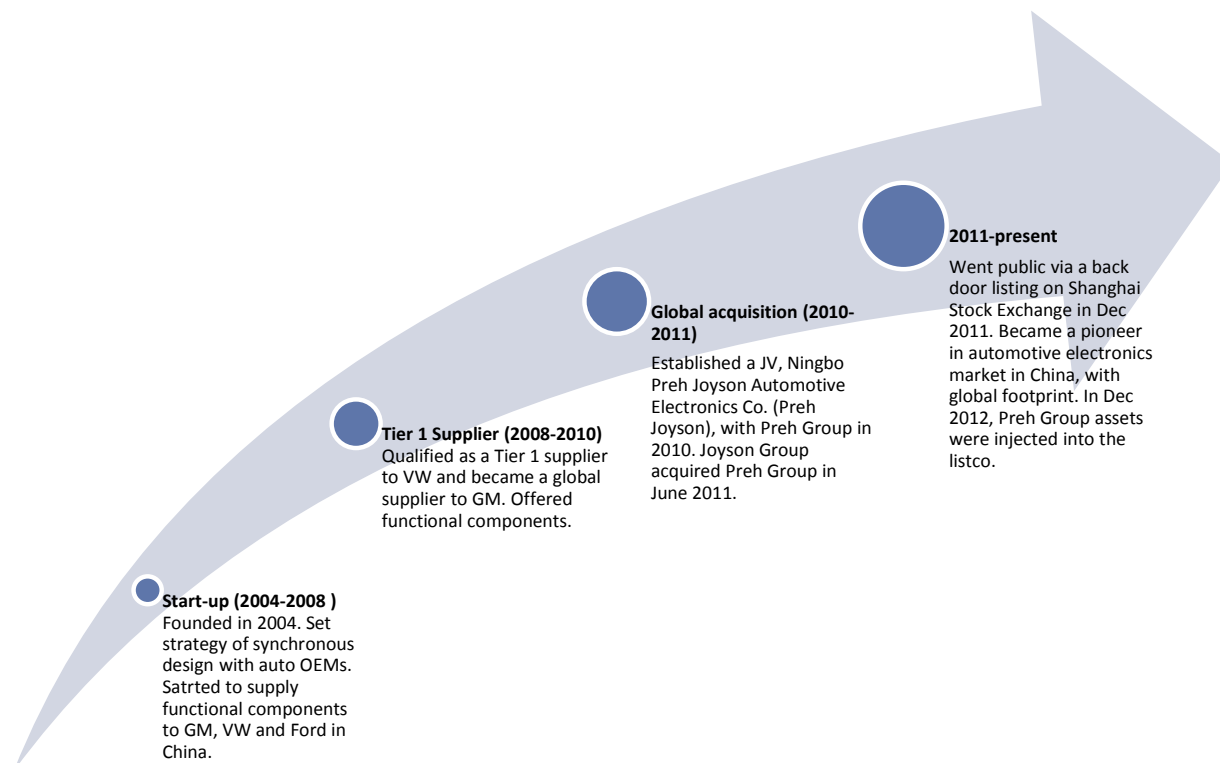 Start-up (2004-2008 )
Founded in 2004. Set
strategy of synchronous
design with auto OEMs.
Satrted to supply
functional components
to GM, VW and Ford in
China.
Tier 1 Supplier (2008-2010)
Qualified as a Tier 1 supplier
to VW and became a global
supplier to GM. Offered
functional components.
Global acquisition (2010-
2011)
Established a JV, Ningbo
Preh Joyson Automotive
Electronics Co. (Preh
Joyson), with Preh Group in
2010. Joyson Group
acquired Preh Group in
June 2011.
2011-present
Went public via a back
door listing on Shanghai
Stock Exchange in Dec
2011. Became a pioneer
in automotive electronics
market in China, with
global footprint. In Dec
2012, Preh Group assets
were injected into the
listco.